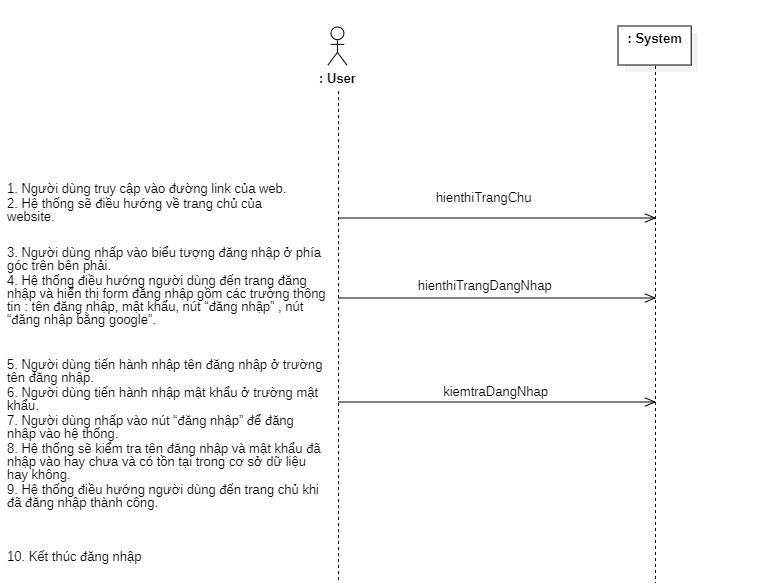 : System
: User
1. Người dùng truy cập vào đường link của web.
2. Hệ thống sẽ điều hướng về trang chủ của
website.
hienthiTrangChu
3. Người dùng nhấp vào biểu tượng đăng nhập ở phía
góc trên bên phải.
4. Hệ thống điều hướng người dùng đến trang đăng
nhập và hiển thị form đăng nhập gồm các trường thông
tin : tên đăng nhập, mật khẩu, nút “đăng nhập” , nút
“đăng nhập bằng google”.
hienthiTrangDangNhap
5. Người dùng tiến hành nhập tên đăng nhập ở trường
tên đăng nhập.
6. Người dùng tiến hành nhập mật khẩu ở trường mật
khẩu.
7. Người dùng nhấp vào nút “đăng nhập” để đăng
nhập vào hệ thống.
8. Hệ thống sẽ kiểm tra tên đăng nhập và mật khẩu đã
nhập vào hay chưa và có tồn tại trong cơ sở dữ liệu
hay không.
9. Hệ thống điều hướng người dùng đến trang chủ khi
đã đăng nhập thành công.
kiemtraDangNhap
10. Kết thúc đăng nhập